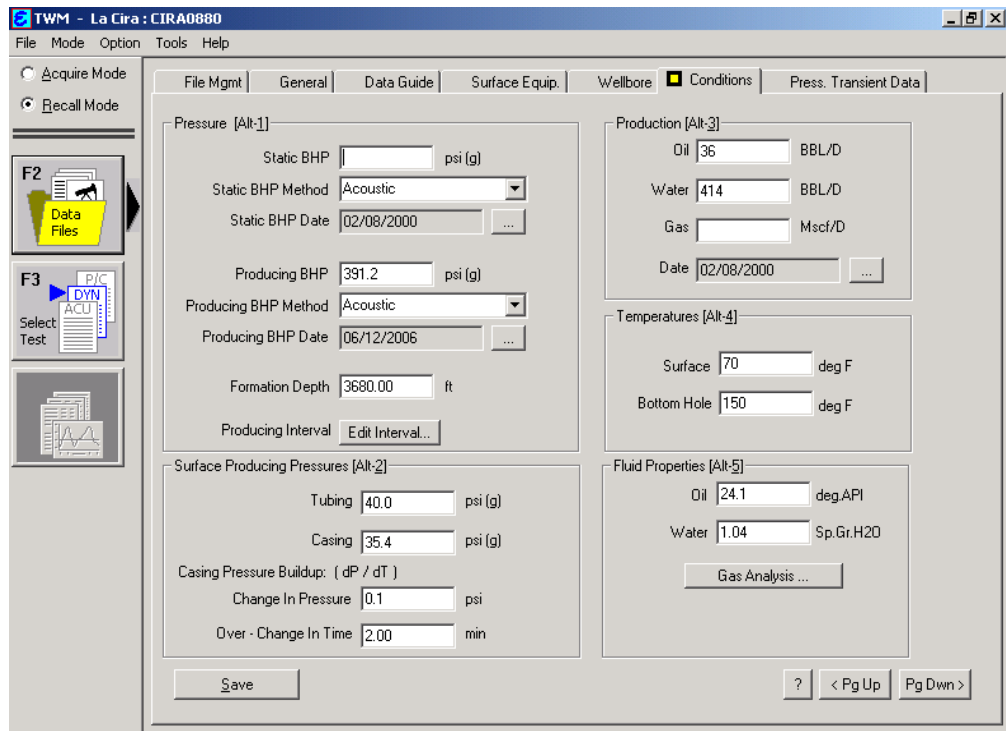 TWM - La Cira : CIRA0880
File Mode Option Tools Help
Acquire Mode
Recall Mode
F2
Data
Files
F3
P/C
DYN
ACU
Select
Test
File Mgmt General Data Guide Surface Equip. Wellbore Conditions Press. Transient Data
Pressure [Alt-1]
Static BHP psi (g)
Static BHP Method Acoustic
Static BHP Date 02/08/2000 ...
Producing BHP 391.2 psi (g)
Producing BHP Method Acoustic
Producing BHP Date 06/12/2006 ...
Formation Depth 3680.00 ft
Producing Interval Edit Interval...
Surface Producing Pressures [Alt-2]
Tubing 40.0 psi (g)
Casing 35.4 psi (g)
Casing Pressure Buildup: ( dP / dT )
Change In Pressure 0.1 psi
Over - Change In Time 2.00 min
Production [Alt-3]
Oil 36 BBL/D
Water 414 BBL/D
Gas Mscf/D
Date 02/08/2000 ...
Temperatures [Alt-4]
Surface 70 deg F
Bottom Hole 150 deg F
Fluid Properties [Alt-5]
Oil 24.1 deg.API
Water 1.04 Sp.Gr.H2O
Gas Analysis ...
Save ? < Pg Up Pg Dwn >